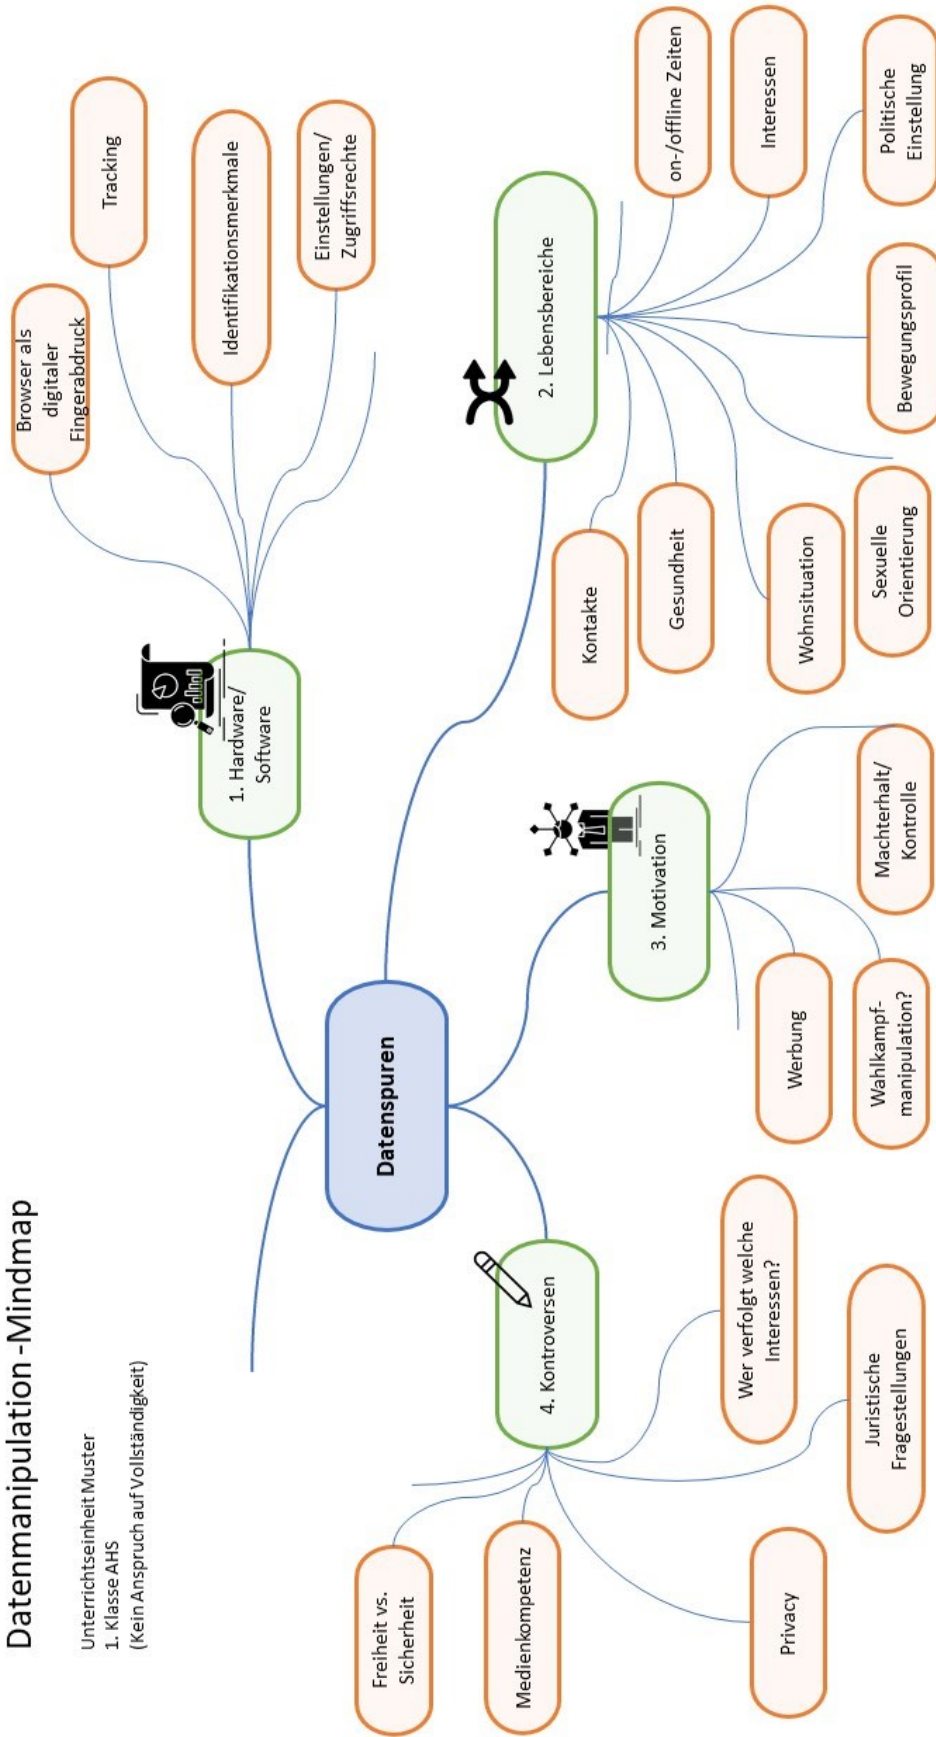 Datenmanipulation -Mindmap
Unterrichtseinheit Muster
1. Klasse AHS
(Kein Anspruch auf Vollständigkeit)
Datenspuren
1. Hardware/
Software
Browser als
digitaler
Fingerabdruck
Tracking
Identifikationsmerkmale
Einstellungen/
Zugriffsrechte
2. Lebensbereiche
on-/offline Zeiten
Interessen
Politische
Einstellung
Bewegungsprofil
Sexuelle
Orientierung
Wohnsituation
Gesundheit
Kontakte
3. Motivation
Machterhalt/
Kontrolle
Wahlkampf-
manipulation?
Werbung
4. Kontroversen
Wer verfolgt welche
Interessen?
Juristische
Fragestellungen
Privacy
Medienkompetenz
Freiheit vs.
Sicherheit